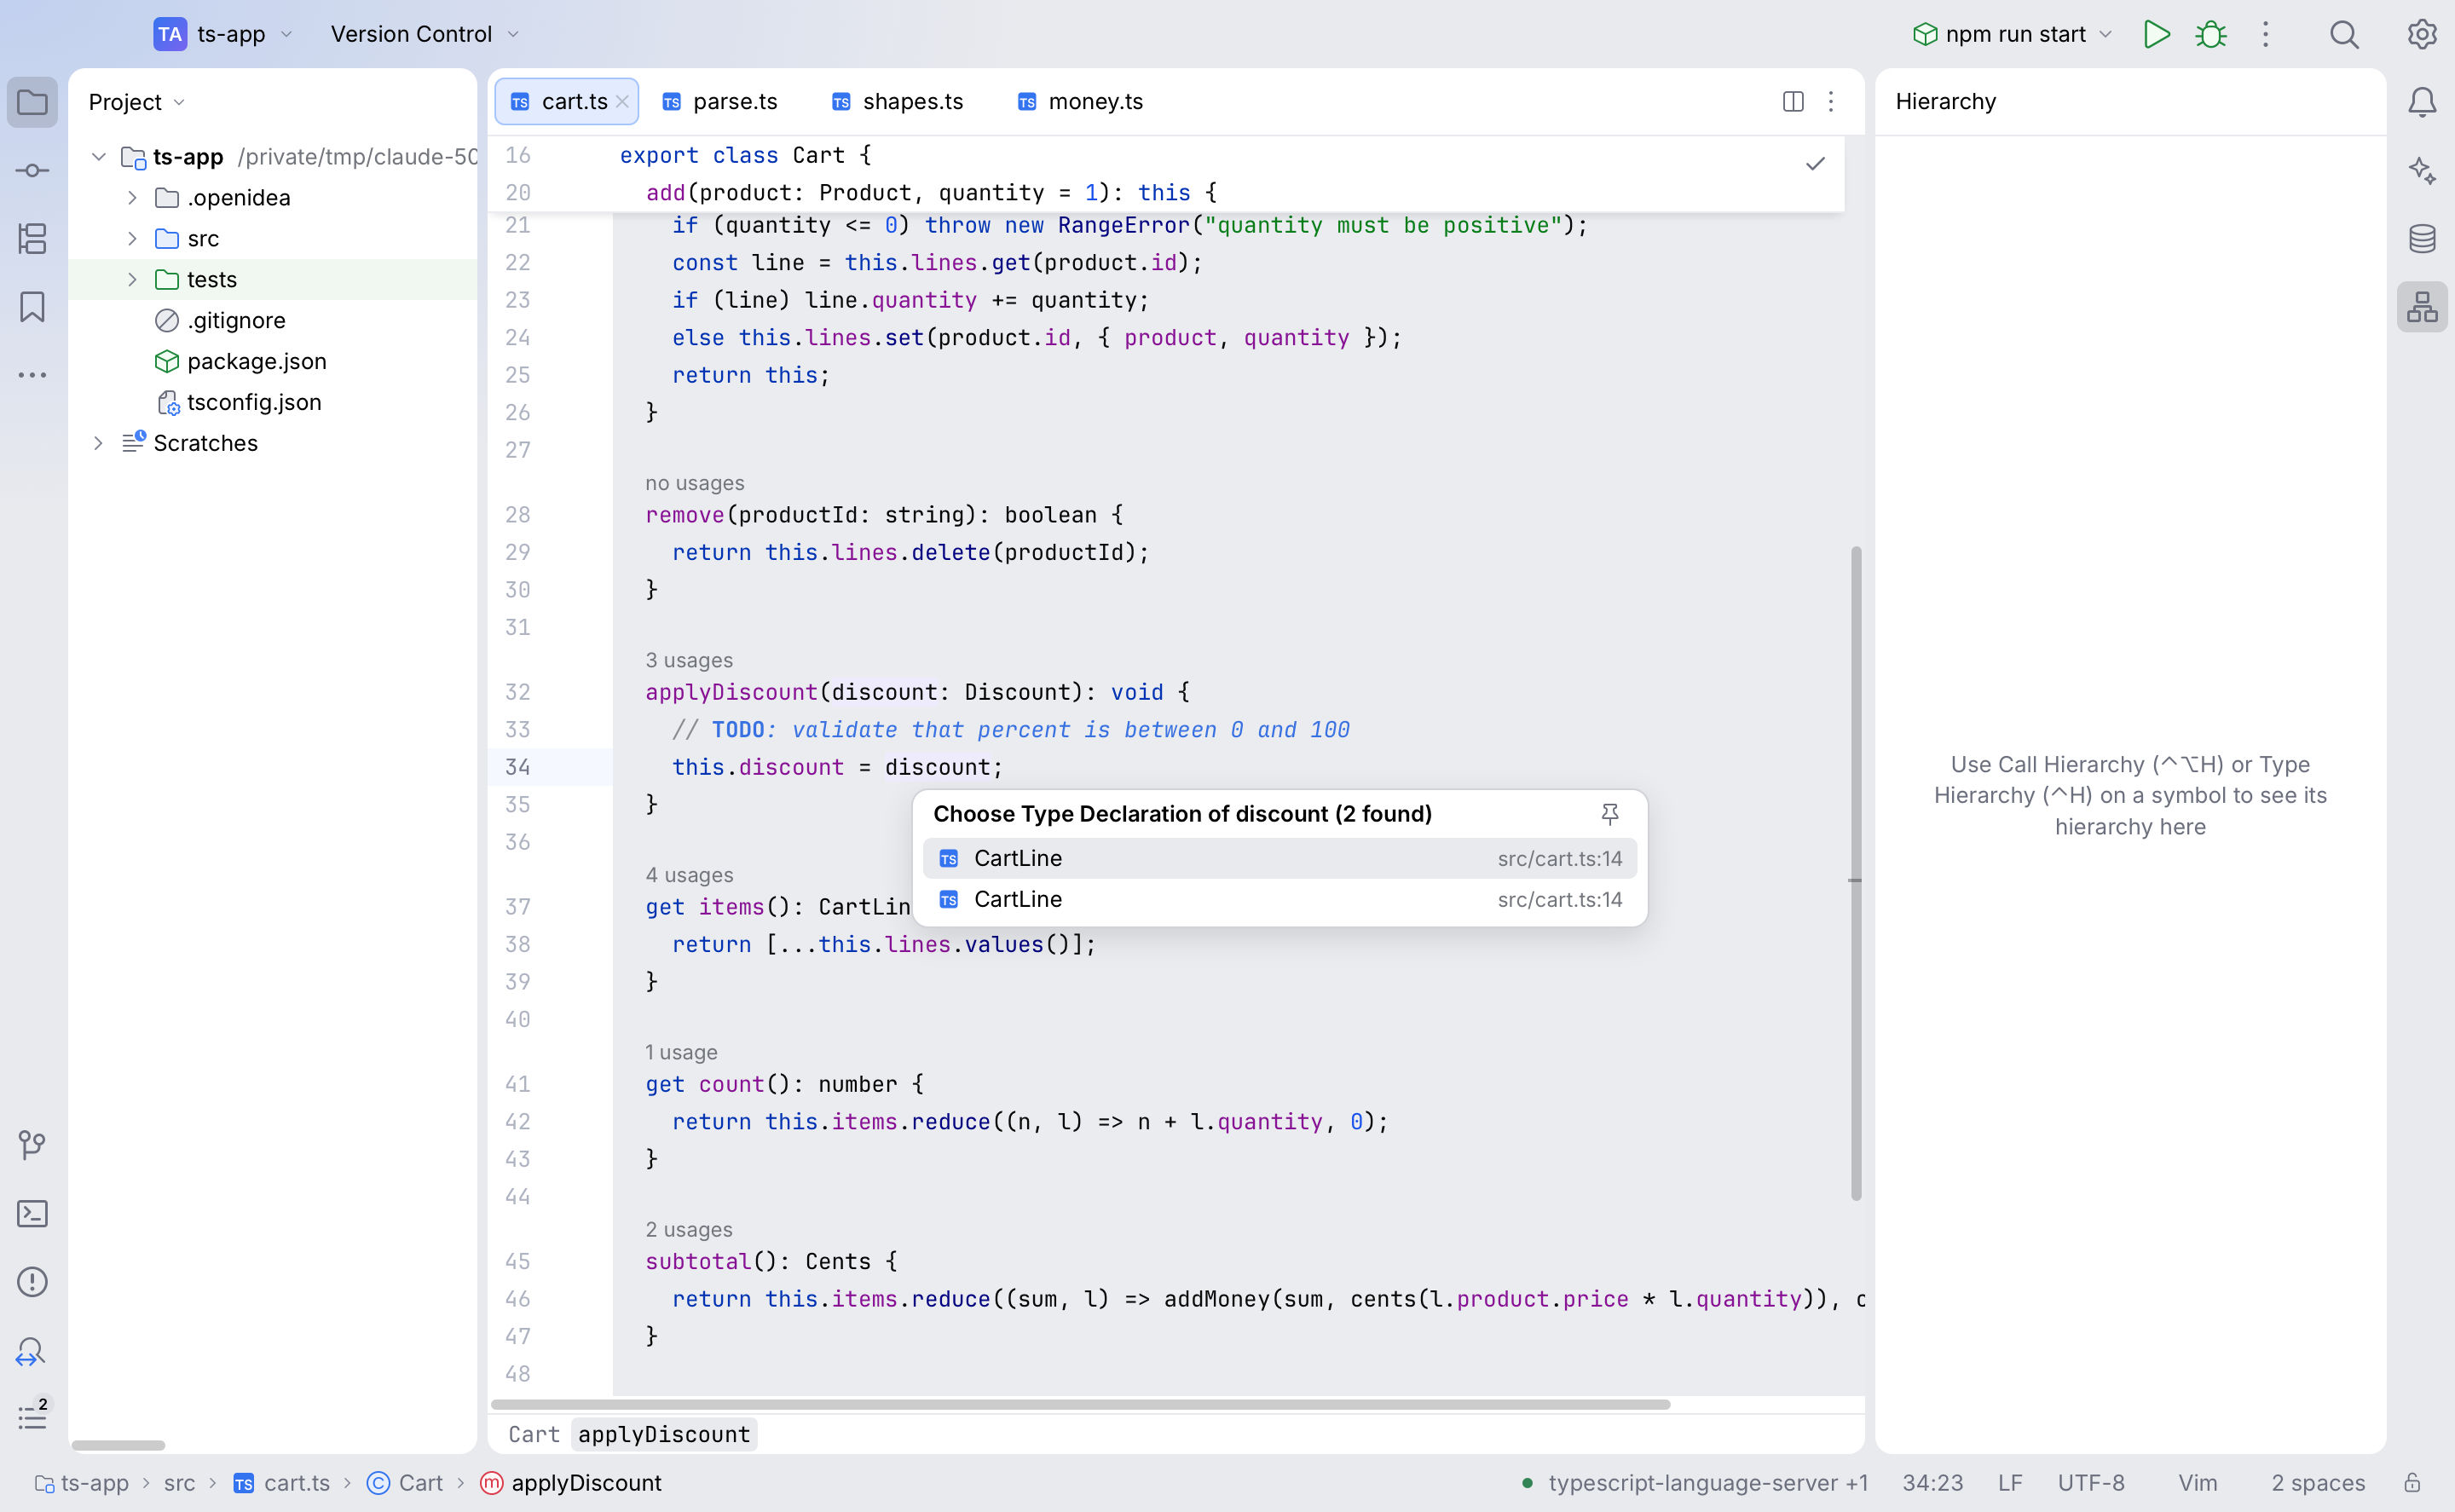 TA ts-app Version Control npm run start
Project
ts-app /private/tmp/claude-50
.openidea
src
tests
.gitignore
package.json
tsconfig.json
Scratches
TS cart.ts TS parse.ts TS shapes.ts TS money.ts
16 export class Cart {
20 add(product: Product, quantity = 1): this {
21 if (quantity <= 0) throw new RangeError("quantity must be positive");
22 const line = this.lines.get(product.id);
23 if (line) line.quantity += quantity;
24 else this.lines.set(product.id, { product, quantity });
25 return this;
26 }
27
no usages
28 remove(productId: string): boolean {
29 return this.lines.delete(productId);
30 }
31
3 usages
32 applyDiscount(discount: Discount): void {
33 // TODO: validate that percent is between 0 and 100
34 this.discount = discount;
35 }
36
Choose Type Declaration of discount (2 found)
TS CartLine src/cart.ts:14
TS CartLine src/cart.ts:14
4 usages
37 get items(): CartLin
38 return [...this.lines.values()];
39 }
40
1 usage
41 get count(): number {
42 return this.items.reduce((n, l) => n + l.quantity, 0);
43 }
44
2 usages
45 subtotal(): Cents {
46 return this.items.reduce((sum, l) => addMoney(sum, cents(l.product.price * l.quantity)), c
47 }
48
Cart applyDiscount
Hierarchy
Use Call Hierarchy (^⌥H) or Type
Hierarchy (^H) on a symbol to see its
hierarchy here
2
ts-app › src › TS cart.ts › C Cart › m applyDiscount
typescript-language-server +1 34:23 LF UTF-8 Vim 2 spaces